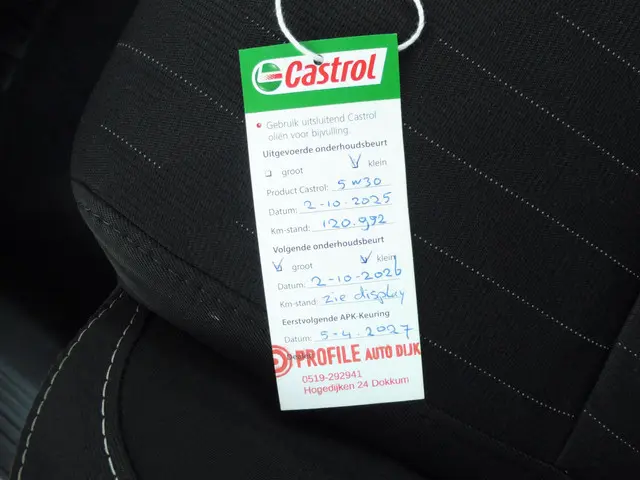 Castrol
Gebruik uitsluitend Castrol
oliën voor bijvulling
Uitgevoerde onderhoudsbeurt
groot klein
Product Castrol: 5w30
Datum: 2-10-2025
Km-stand: 120.992
Volgende onderhoudsbeurt
groot klein
Datum: 2-10-2026
Km-stand: zie display
Eerstvolgende APK-Keuring
Datum: 5-4.2027
PROFILE AUTO DIJK
0519-292941
Hogedijken 24 Dokkum